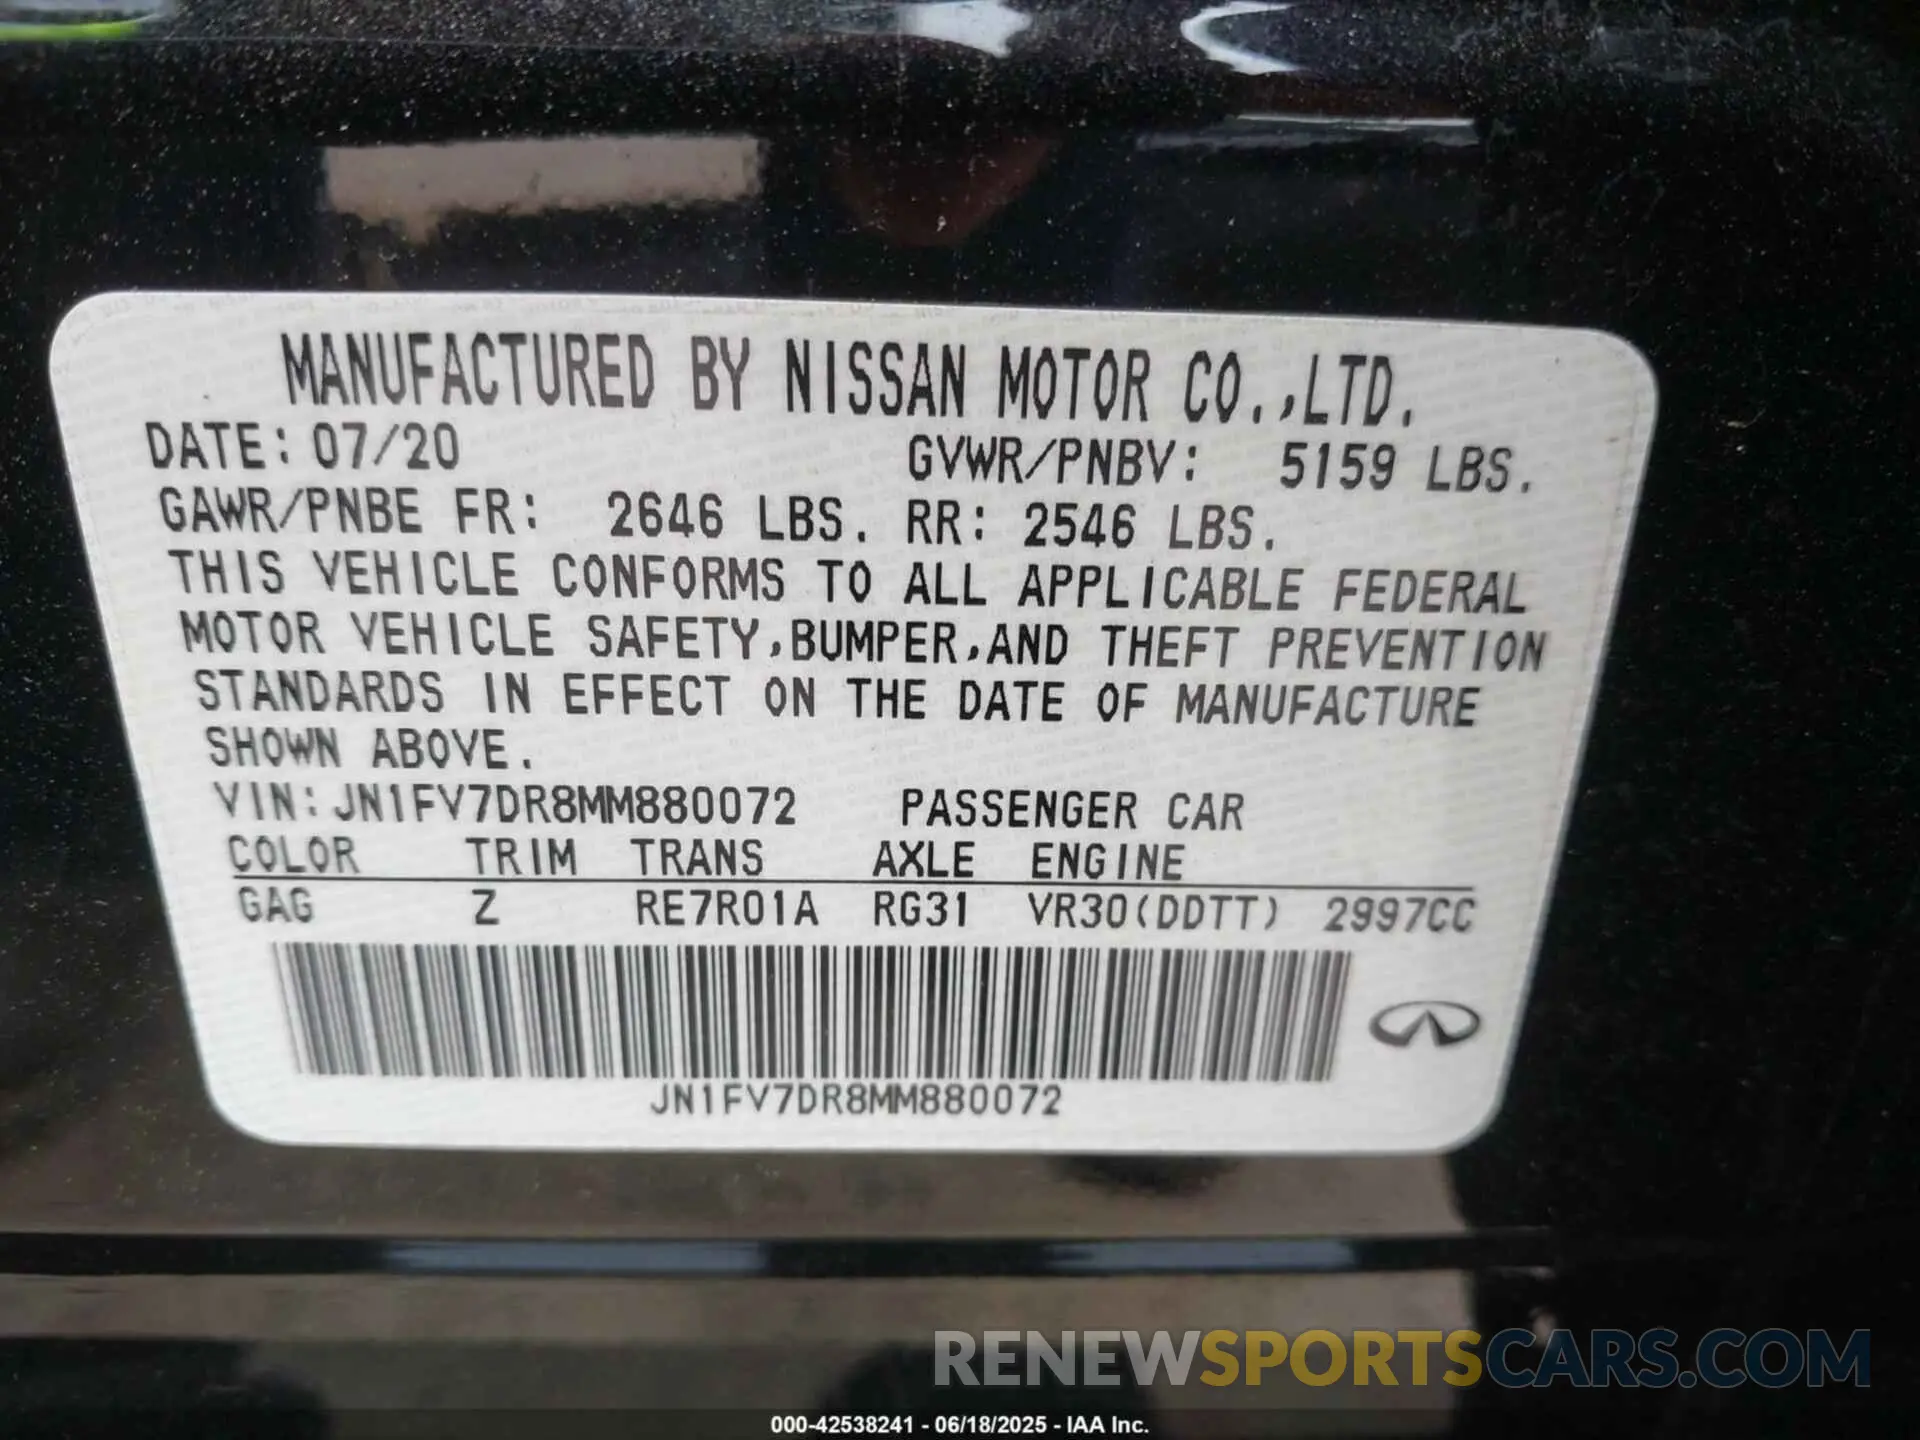 MANUFACTURED BY NISSAN MOTOR CO.,LTD.
DATE: 07/20 GVWR/PNBV: 5159 LBS.
GAWR/PNBE FR: 2646 LBS. RR: 2546 LBS.
THIS VEHICLE CONFORMS TO ALL APPLICABLE FEDERAL
MOTOR VEHICLE SAFETY,BUMPER,AND THEFT PREVENTION
STANDARDS IN EFFECT ON THE DATE OF MANUFACTURE
SHOWN ABOVE.
VIN:JN1FV7DR8MM880072 PASSENGER CAR
COLOR TRIM TRANS AXLE ENGINE
GAG Z RE7R01A RG31 VR30(DDTT) 2997CC
JN1FV7DR8MM880072
RENEWSPORTSCARS.COM
000-42538241 - 06/18/2025 - IAA Inc.